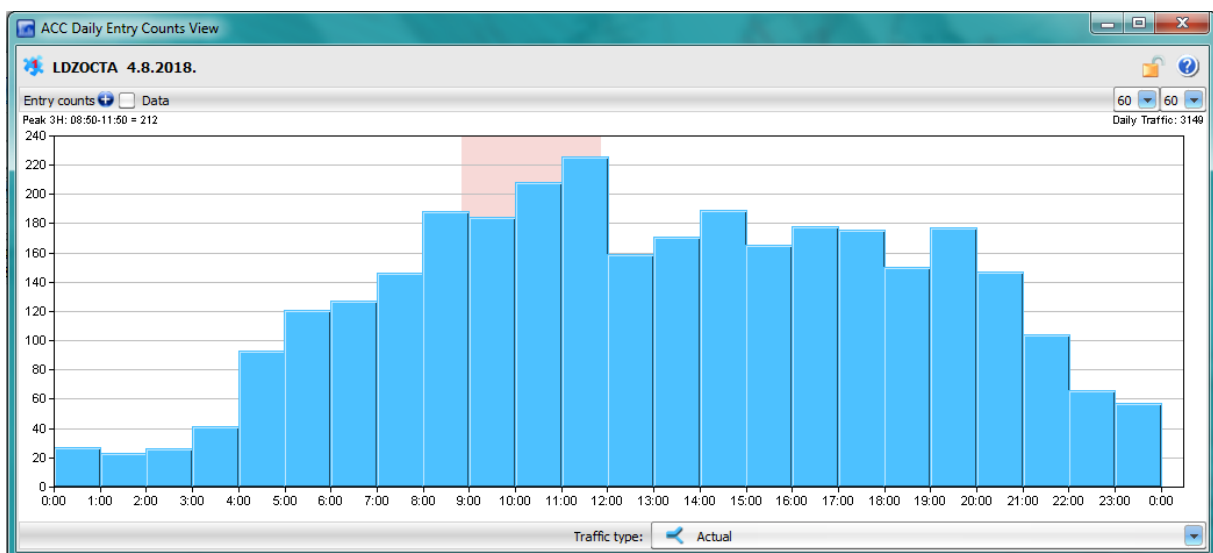 ACC Daily Entry Counts View
LDZOCTA 4.8.2018.
Entry counts Data 60 60
Peak 3H: 08:50-11:50 = 212 Daily Traffic: 3149
240
220
200
180
160
140
120
100
80
60
40
20
0
0:00 1:00 2:00 3:00 4:00 5:00 6:00 7:00 8:00 9:00 10:00 11:00 12:00 13:00 14:00 15:00 16:00 17:00 18:00 19:00 20:00 21:00 22:00 23:00 0:00
Traffic type: Actual